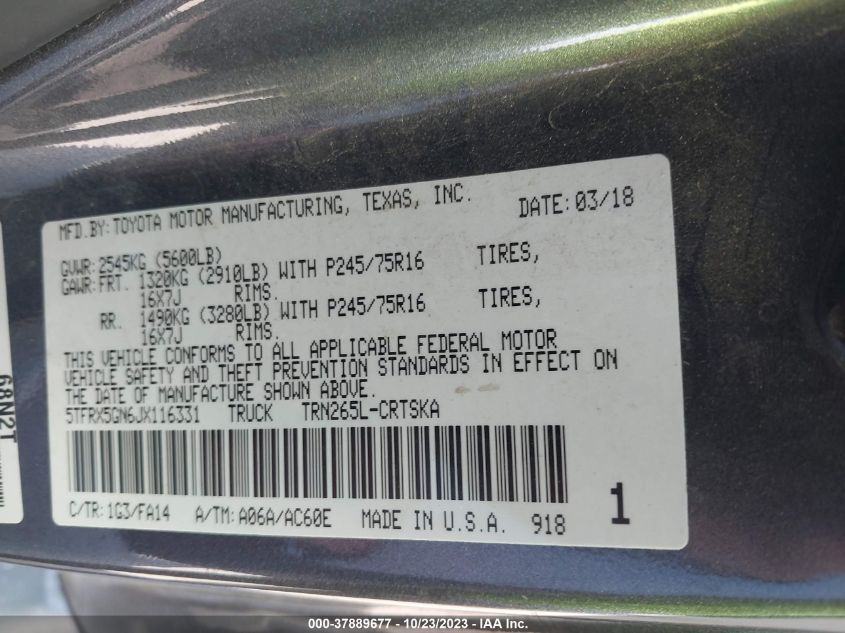 MFD.BY:TOYOTA MOTOR MANUFACTURING, TEXAS, INC. DATE:03/18
GVWR:2545KG (5600LB)
GAWR:FRT. 1320KG (2910LB) WITH P245/75R16 TIRES,
16X7J RIMS.
RR. 1490KG (3280LB) WITH P245/75R16 TIRES,
16X7J RIMS.
THIS VEHICLE CONFORMS TO ALL APPLICABLE FEDERAL MOTOR
VEHICLE SAFETY AND THEFT PREVENTION STANDARDS IN EFFECT ON
THE DATE OF MANUFACTURE SHOWN ABOVE.
5TFRX5GN6JX116331 TRUCK TRN265L-CRTSKA
C/TR:1G3/FA14 A/TM:A06A/AC60E MADE IN U.S.A. 918 1
68N2T
000-37889677 - 10/23/2023 - IAA Inc.